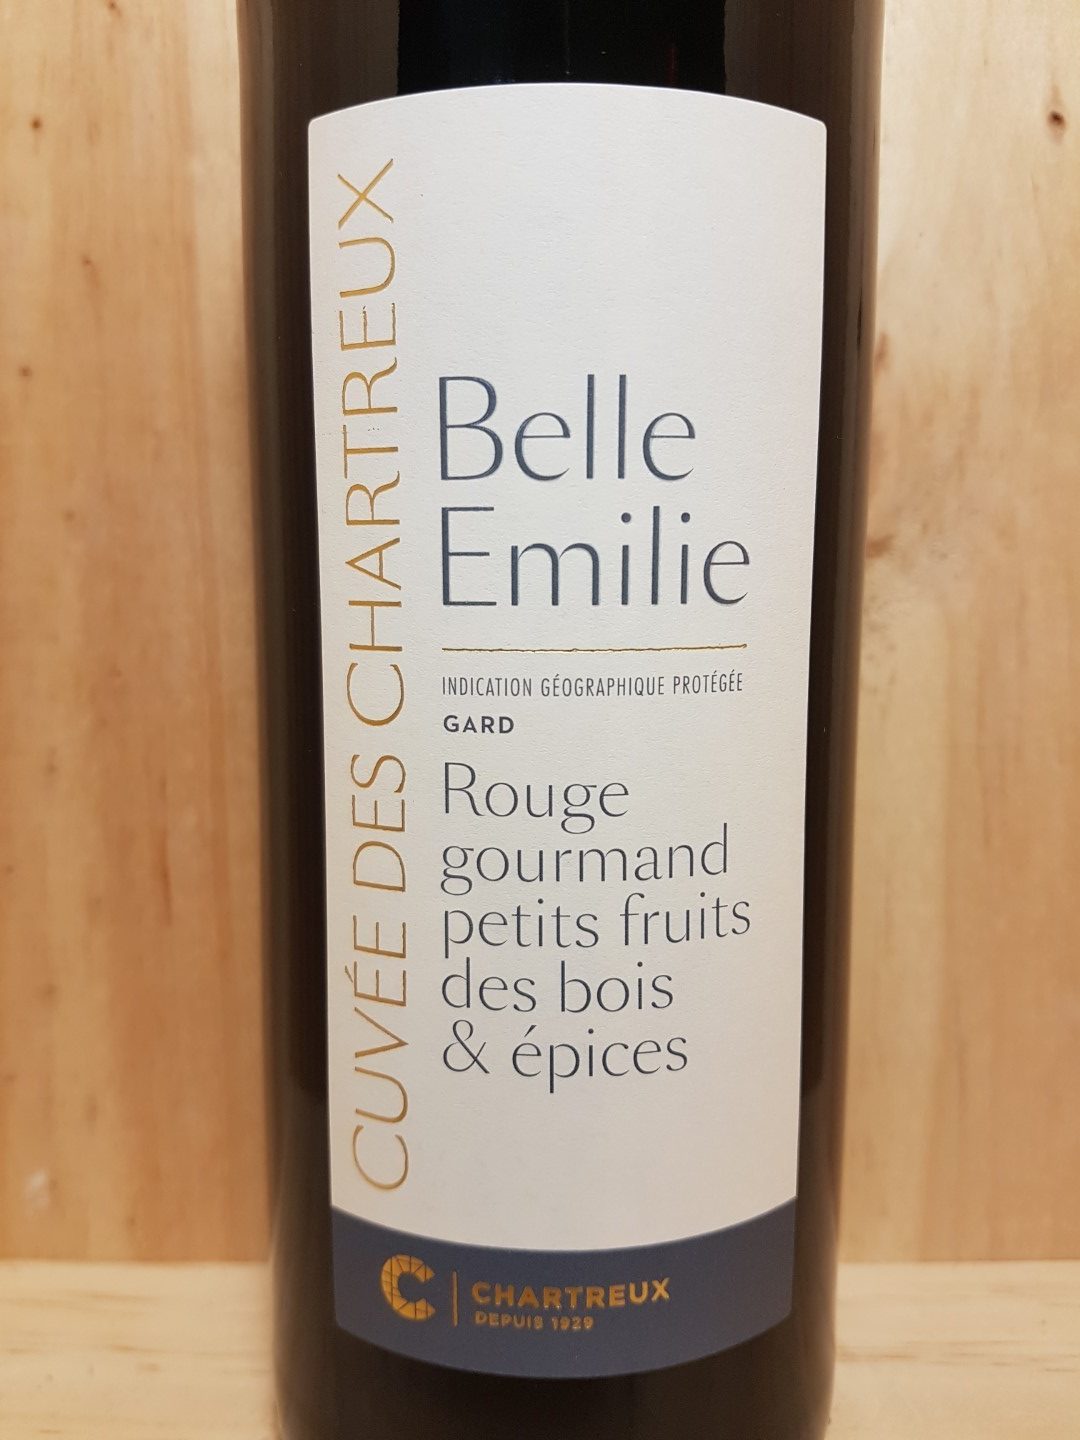 CUVÉE DES CHARTREUX
Belle
Emilie
INDICATION GÉOGRAPHIQUE PROTÉGÉE
GARD
Rouge
gourmand
petits fruits
des bois
& épices
C
CHARTREUX
DEPUIS 1929